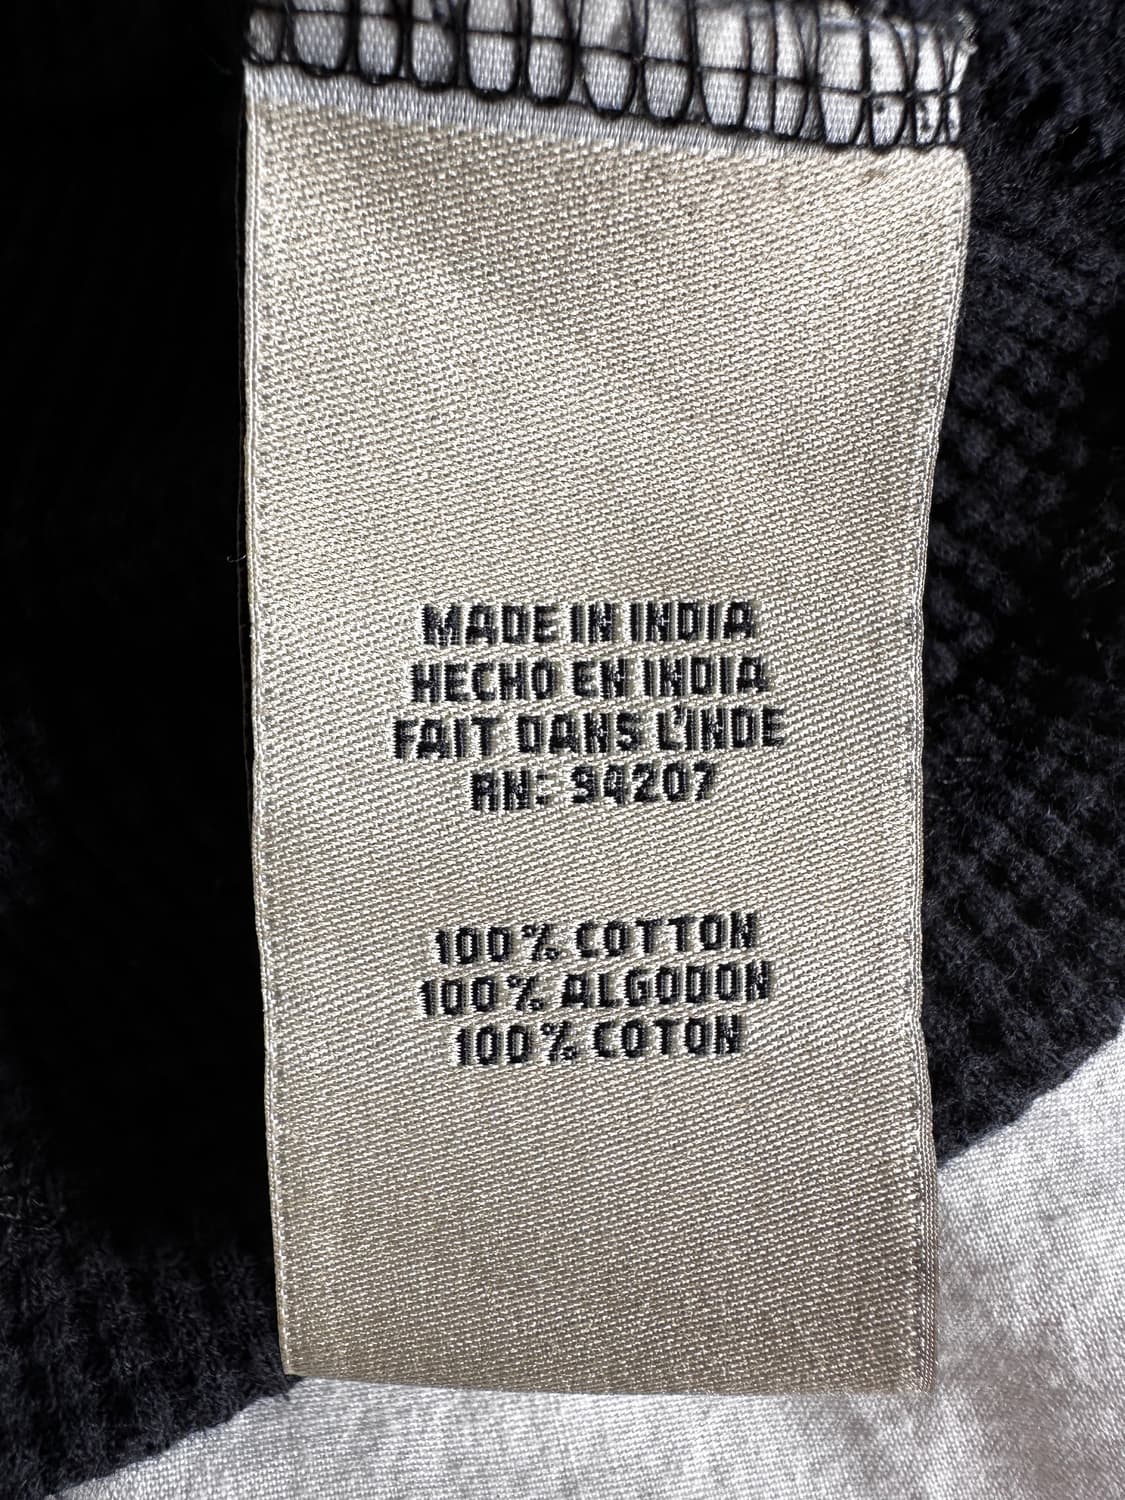 MADE IN INDIA
HECHO EN INDIA
FAIT DANS L'INDE
RN: 94207
100% COTTON
100% ALGODON
100% COTON